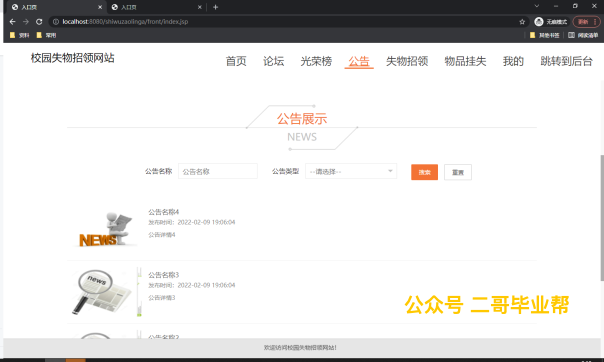 入口页 入口页
localhost:8080/shiwuzaolinga/front/index.jsp 无痕模式 更新
资料 常用 其他书签 阅读清单
校园失物招领网站 首页 论坛 光荣榜 公告 失物招领 物品挂失 我的 跳转到后台
公告展示
NEWS
公告名称 公告名称 公告类型 --请选择-- 搜索 重置
公告名称4
发布时间：2022-02-09 19:06:04
公告详情4
NEWS
公告名称3
发布时间：2022-02-09 19:06:04
公告详情3
news
公众号 二哥毕业帮
欢迎访问校园失物招领网站!